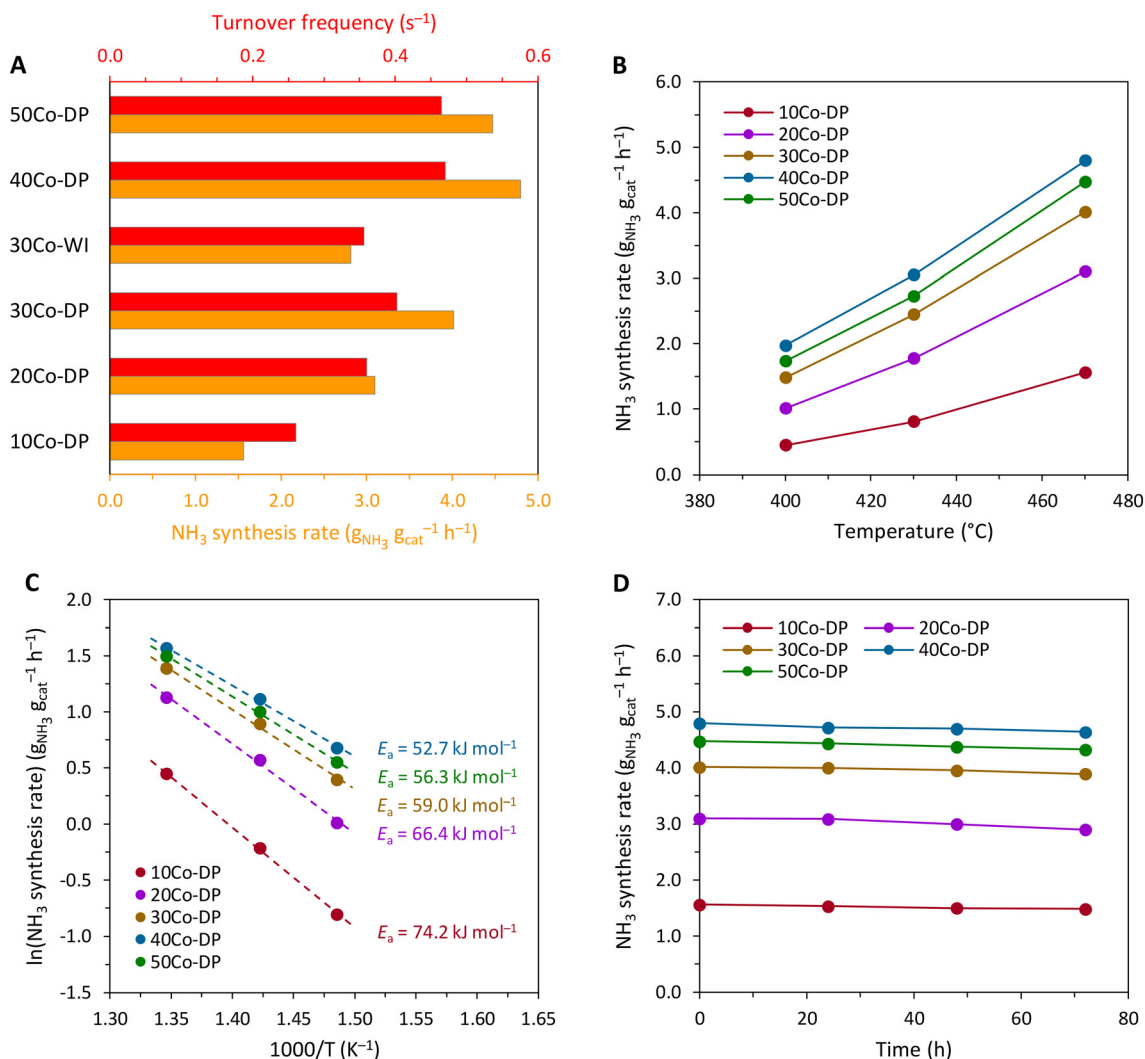 A
Turnover frequency (s⁻¹)
0.0 0.2 0.4 0.6
50Co-DP
40Co-DP
30Co-WI
30Co-DP
20Co-DP
10Co-DP
0.0 1.0 2.0 3.0 4.0 5.0
NH₃ synthesis rate (g_NH₃ g_cat⁻¹ h⁻¹)
B
NH₃ synthesis rate (g_NH₃ g_cat⁻¹ h⁻¹)
6.0
5.0
4.0
3.0
2.0
1.0
0.0
10Co-DP
20Co-DP
30Co-DP
40Co-DP
50Co-DP
380 400 420 440 460 480
Temperature (°C)
C
ln(NH₃ synthesis rate) (g_NH₃ g_cat⁻¹ h⁻¹)
2.0
1.5
1.0
0.5
0.0
-0.5
-1.0
-1.5
Eₐ = 52.7 kJ mol⁻¹
Eₐ = 56.3 kJ mol⁻¹
Eₐ = 59.0 kJ mol⁻¹
Eₐ = 66.4 kJ mol⁻¹
Eₐ = 74.2 kJ mol⁻¹
10Co-DP
20Co-DP
30Co-DP
40Co-DP
50Co-DP
1.30 1.35 1.40 1.45 1.50 1.55 1.60 1.65
1000/T (K⁻¹)
D
NH₃ synthesis rate (g_NH₃ g_cat⁻¹ h⁻¹)
7.0
6.0
5.0
4.0
3.0
2.0
1.0
0.0
10Co-DP 20Co-DP
30Co-DP 40Co-DP
50Co-DP
0 20 40 60 80
Time (h)